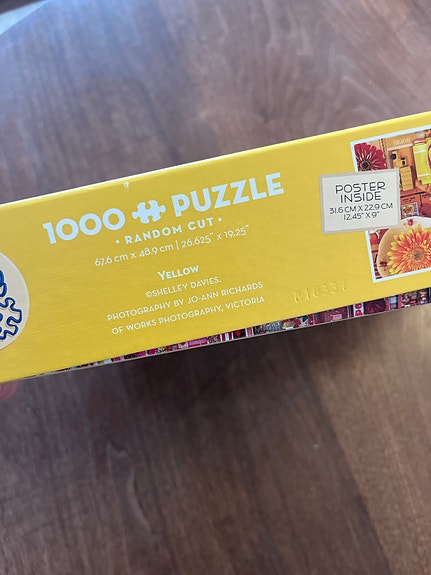 1000 PUZZLE
• RANDOM CUT •
67.6 cm x 48.9 cm | 26.625" x 19.25"
YELLOW
©SHELLEY DAVIES.
PHOTOGRAPHY BY JO-ANN RICHARDS
OF WORKS PHOTOGRAPHY, VICTORIA
POSTER
INSIDE
31.6 CM X 22.9 CM
12.45" X 9"